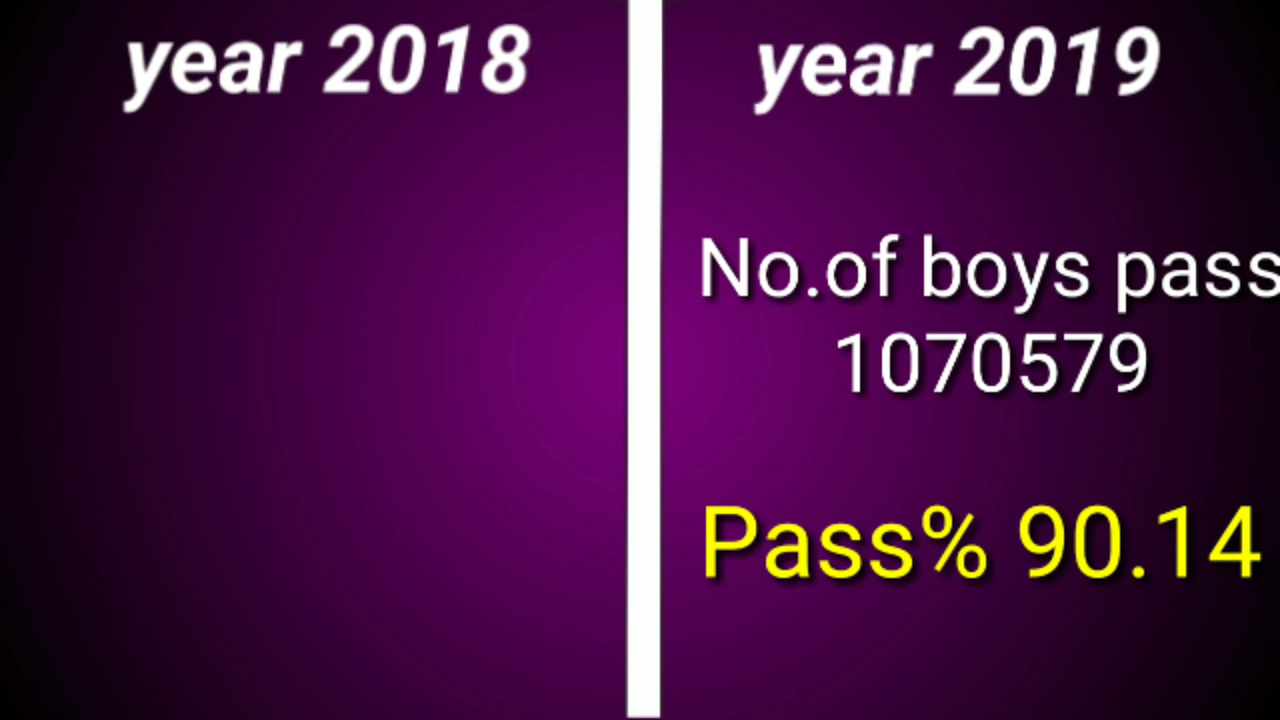 year 2018
year 2019
No.of boys pass
1070579
Pass% 90.14